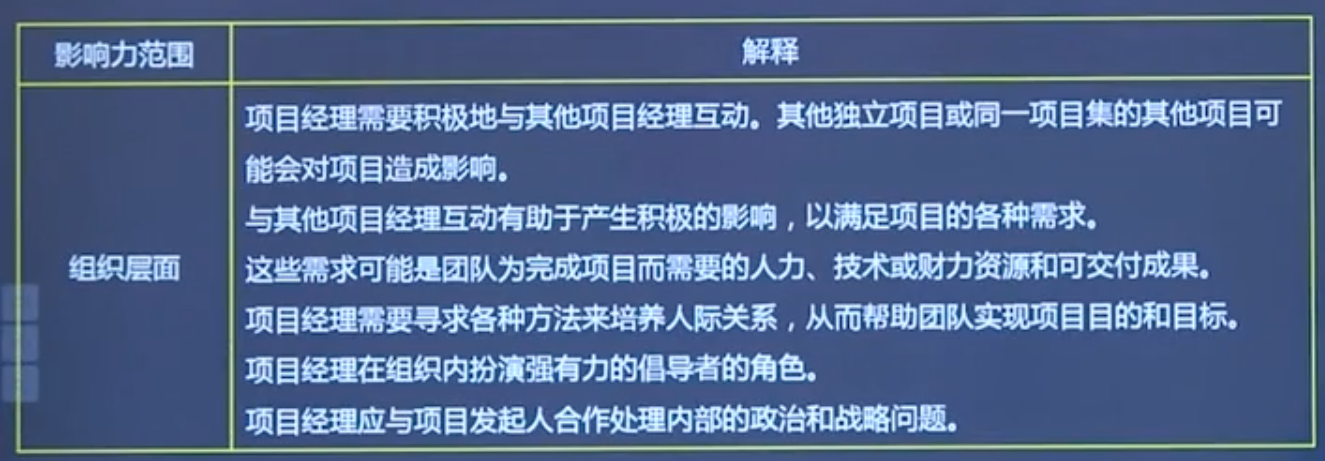 影响力范围
解释
组织层面
项目经理需要积极地与其他项目经理互动。其他独立项目或同一项目集的其他项目可
能会对项目造成影响。
与其他项目经理互动有助于产生积极的影响，以满足项目的各种需求。
这些需求可能是团队为完成项目而需要的人力、技术或财力资源和可交付成果。
项目经理需要寻求各种方法来培养人际关系，从而帮助团队实现项目目的和目标。
项目经理在组织内扮演强有力的倡导者的角色。
项目经理应与项目发起人合作处理内部的政治和战略问题。